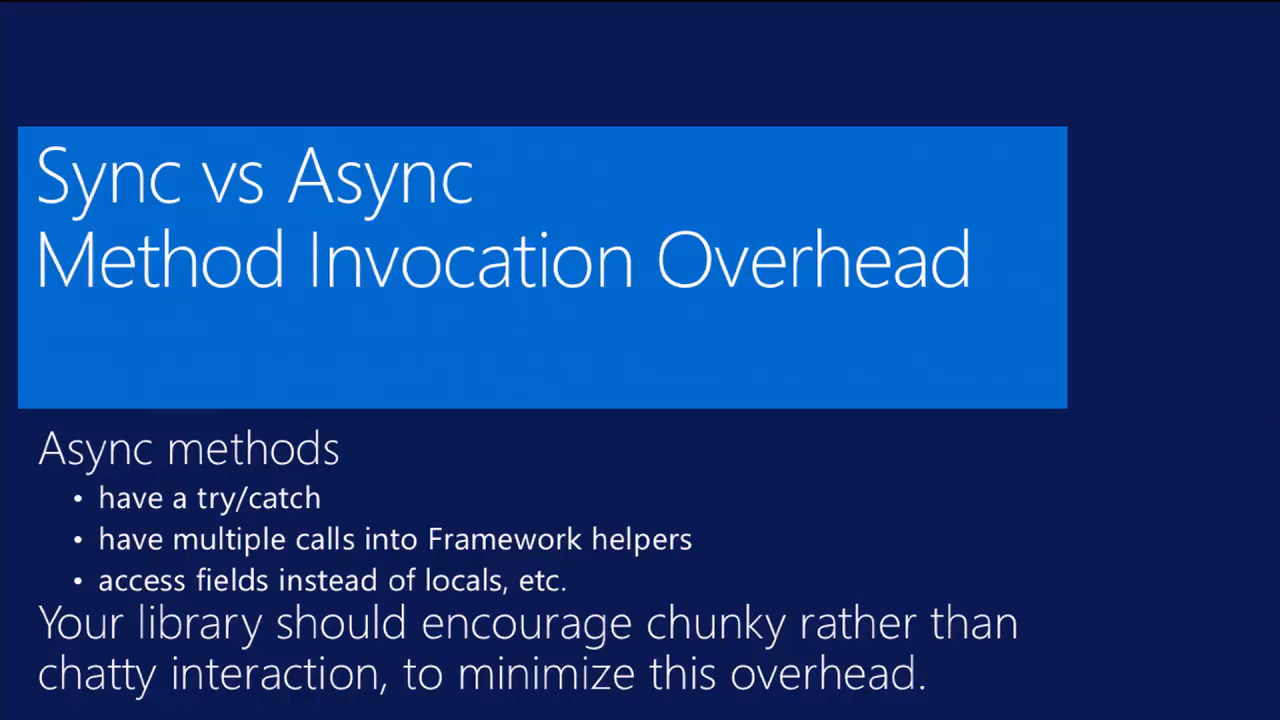 Sync vs Async
Method Invocation Overhead
Async methods
• have a try/catch
• have multiple calls into Framework helpers
• access fields instead of locals, etc.
Your library should encourage chunky rather than
chatty interaction, to minimize this overhead.